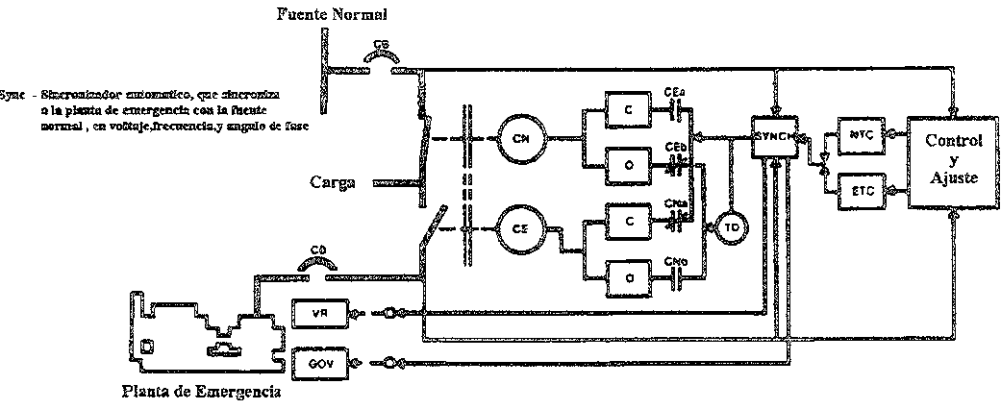 Fuente Normal
CB
Sync - Sincronizador automatico, que sincroniza
a la planta de emergencia con la fuente
normal, en voltaje,frecuencia,y angulo de fase
CEa
C
CN
SYNCH
NTC
Control
y
Ajuste
CEb
O
Carga
ETC
CNa
C
CE
TD
CNb
O
CB
VR
GOV
Planta de Emergencia